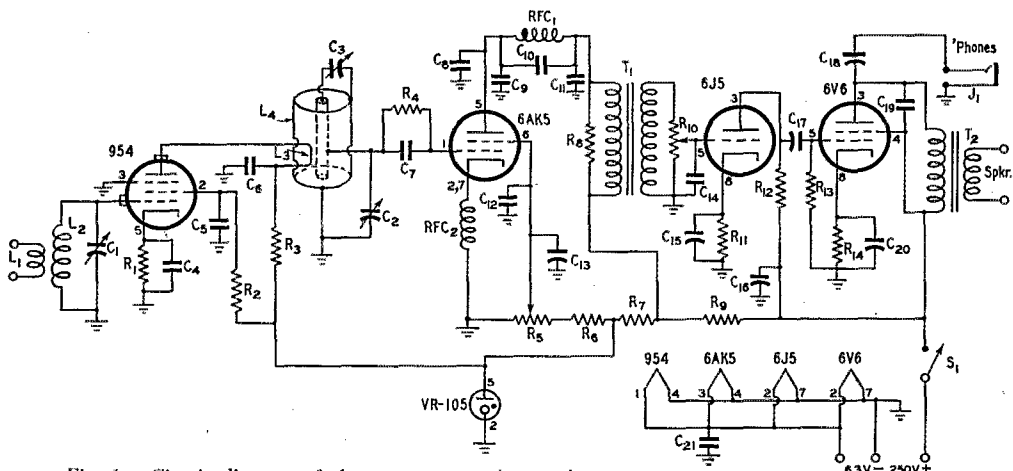 RFC₁
C₃
C₁₀
C₈
C₉
C₁₁
T₁
C₁₈
'Phones
J₁
6J5
6V6
L₄
R₄
6AK5
5
3
3
C₁₉
954
L₃
1
6
R₈
R₁₀
C₁₇
5
5
4
T₂
Spkr.
C₆
C₇
3
2
2,7
C₁₂
C₁₄
8
R₁₂
R₁₃
8
L₁
L₂
C₁
5
C₅
R₃
C₂
RFC₂
C₁₃
C₁₅
R₁₁
R₁₄
C₂₀
R₁
C₄
R₂
C₁₆
R₅
R₆
R₇
R₉
954
6AK5
6J5
6V6
S₁
VR-105
5
2
1
4
3
4
2
7
2
7
C₂₁
6.3V - 250V +